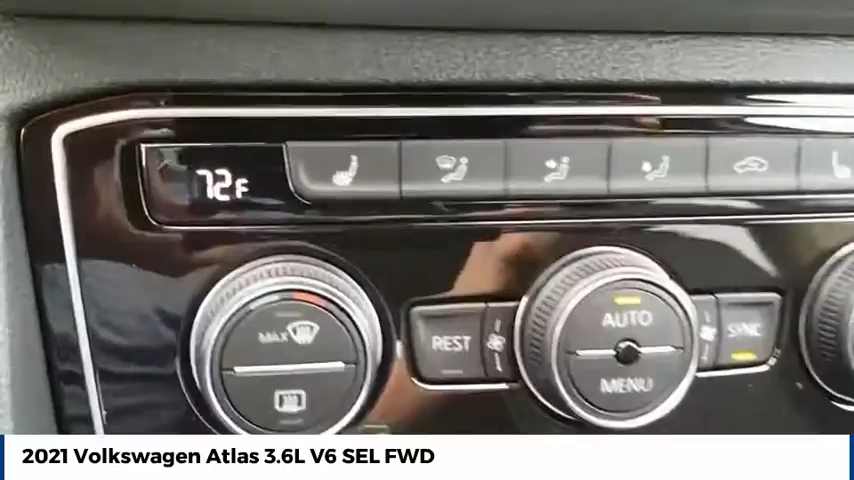 72F
MAX
REST
AUTO
MENU
SYNC
2021 Volkswagen Atlas 3.6L V6 SEL FWD